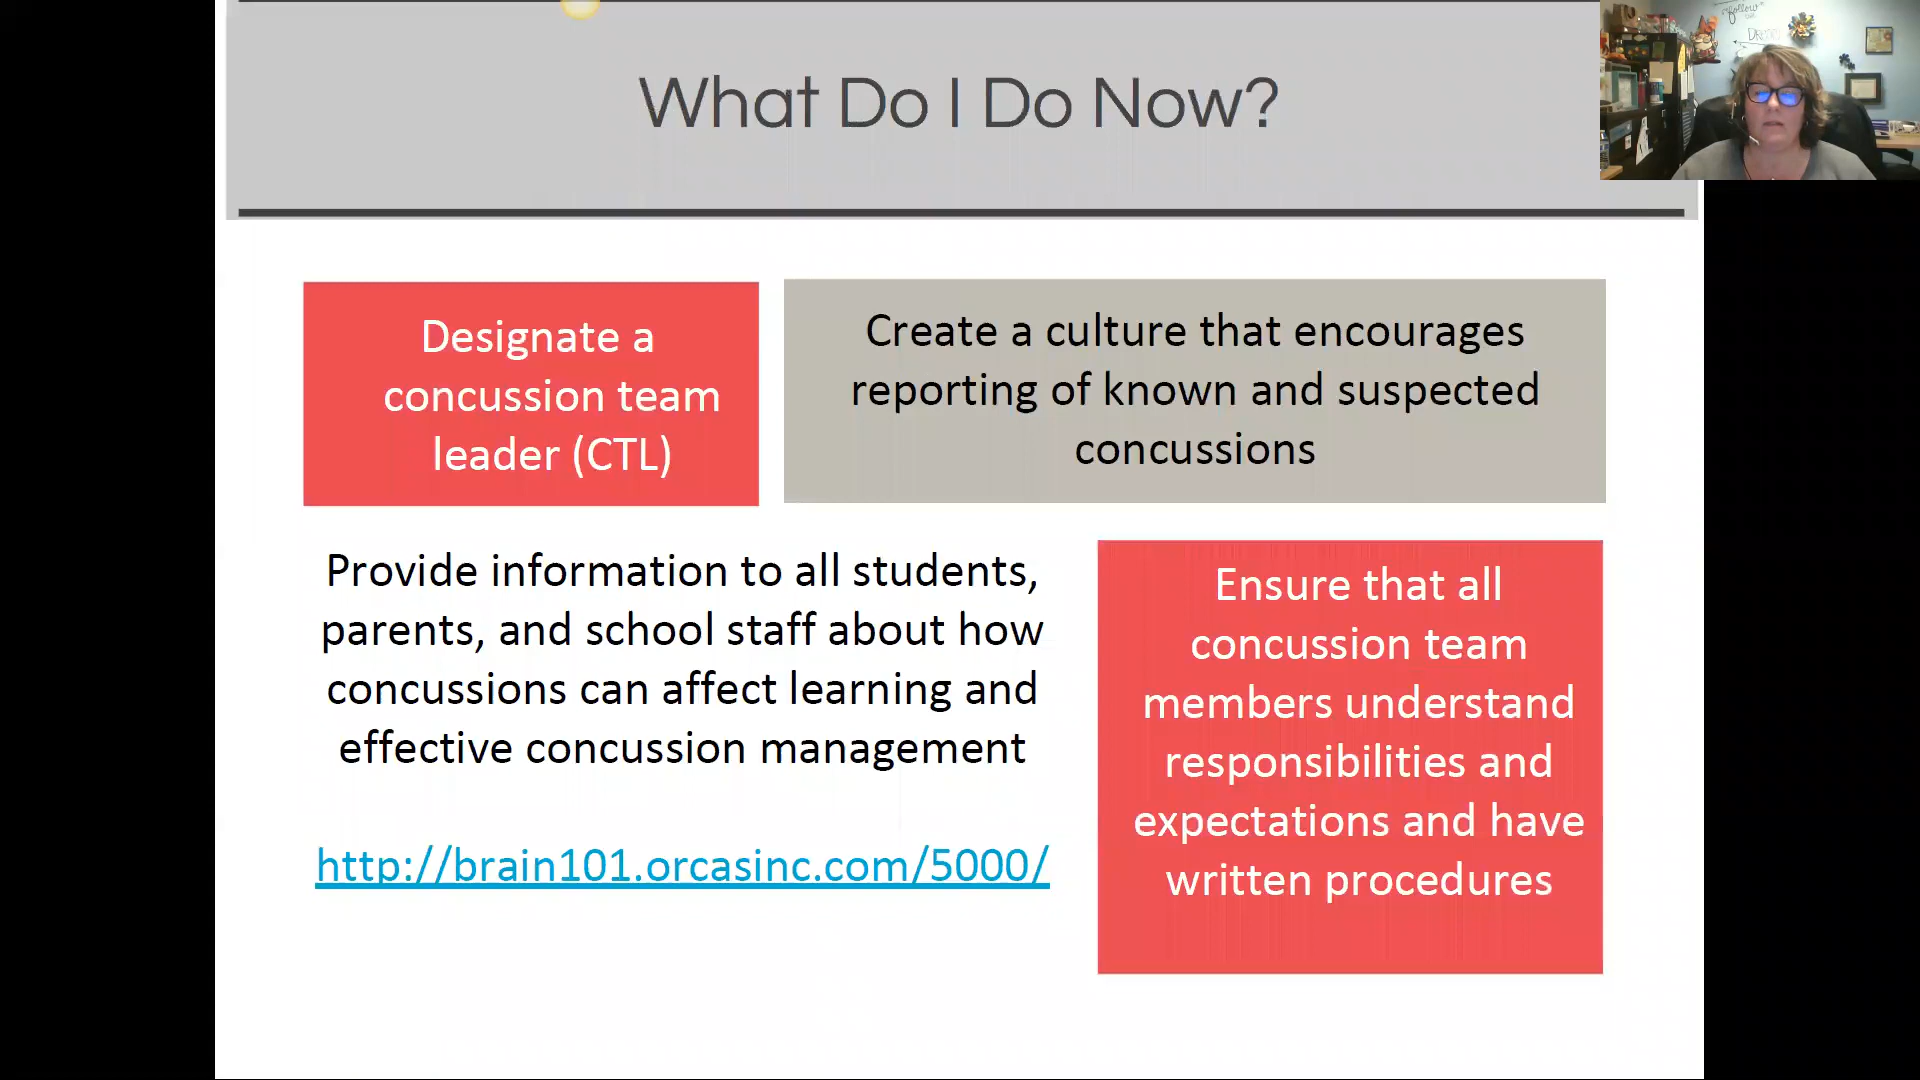 What Do I Do Now?
follow
Designate a
concussion team
leader (CTL)
Create a culture that encourages
reporting of known and suspected
concussions
Provide information to all students,
parents, and school staff about how
concussions can affect learning and
effective concussion management
http://brain101.orcasinc.com/5000/
Ensure that all
concussion team
members understand
responsibilities and
expectations and have
written procedures